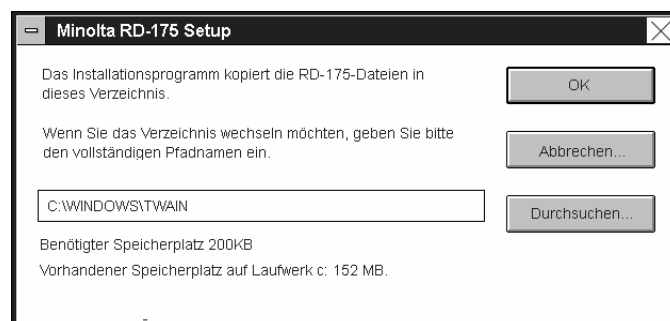 Minolta RD-175 Setup
Das Installationsprogramm kopiert die RD-175-Dateien in
dieses Verzeichnis.
OK
Wenn Sie das Verzeichnis wechseln möchten, geben Sie bitte
den vollständigen Pfadnamen ein.
Abbrechen...
C:\WINDOWS\TWAIN
Durchsuchen...
Benötigter Speicherplatz 200KB
Vorhandener Speicherplatz auf Laufwerk c: 152 MB.